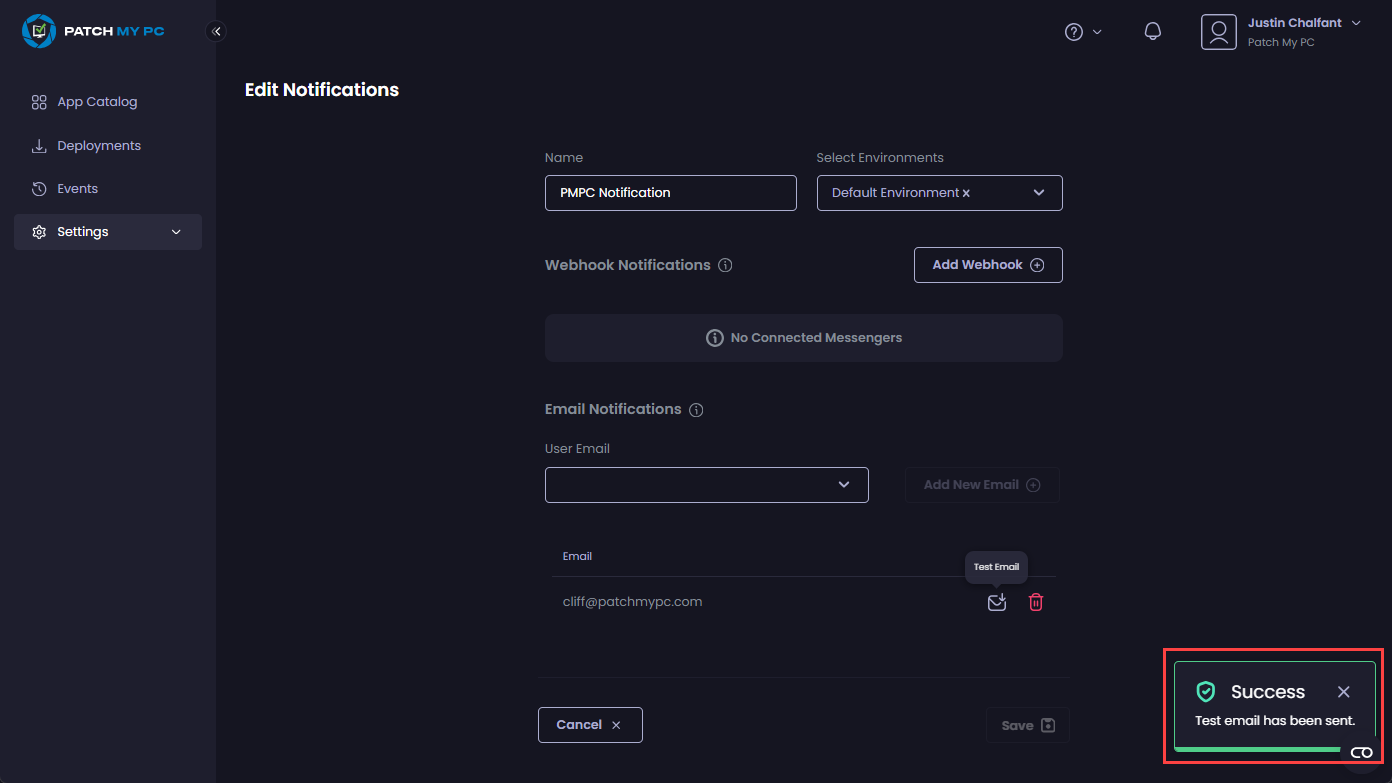 PATCH MY PC
Justin Chalfant
Patch My PC
App Catalog
Deployments
Events
Settings
Edit Notifications
Name
Select Environments
PMPC Notification
Default Environment ×
Webhook Notifications
Add Webhook
No Connected Messengers
Email Notifications
User Email
Add New Email
Email
Test Email
cliff@patchmypc.com
Cancel ×
Save
Success
Test email has been sent.